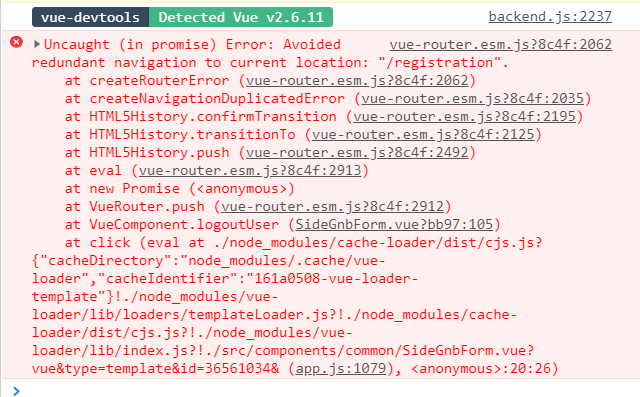 vue-devtools Detected Vue v2.6.11 backend.js:2237
Uncaught (in promise) Error: Avoided vue-router.esm.js?8c4f:2062
redundant navigation to current location: "/registration".
at createRouterError (vue-router.esm.js?8c4f:2062)
at createNavigationDuplicatedError (vue-router.esm.js?8c4f:2035)
at HTML5History.confirmTransition (vue-router.esm.js?8c4f:2195)
at HTML5History.transitionTo (vue-router.esm.js?8c4f:2125)
at HTML5History.push (vue-router.esm.js?8c4f:2492)
at eval (vue-router.esm.js?8c4f:2913)
at new Promise (<anonymous>)
at VueRouter.push (vue-router.esm.js?8c4f:2912)
at VueComponent.logoutUser (SideGnbForm.vue?bb97:105)
at click (eval at ./node_modules/cache-loader/dist/cjs.js?
{"cacheDirectory":"node_modules/.cache/vue-
loader","cacheIdentifier":"161a0508-vue-loader-
template"}!./node_modules/vue-
loader/lib/loaders/templateLoader.js?!./node_modules/cache-
loader/dist/cjs.js?!./node_modules/vue-
loader/lib/index.js?!./src/components/common/SideGnbForm.vue?
vue&type=template&id=36561034& (app.js:1079), <anonymous>:20:26)